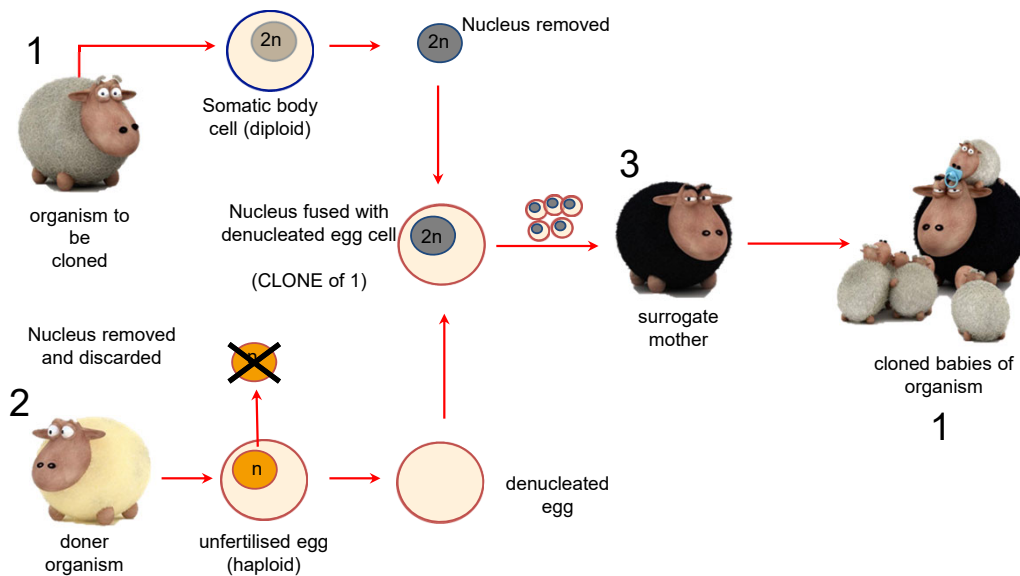 1
2n
2n
Nucleus removed
Somatic body
cell (diploid)
organism to
be
cloned
Nucleus fused with
denucleated egg cell
(CLONE of 1)
2n
3
surrogate
mother
cloned babies of
organism
1
Nucleus removed
and discarded
n
2
n
doner
organism
unfertilised egg
(haploid)
denucleated
egg